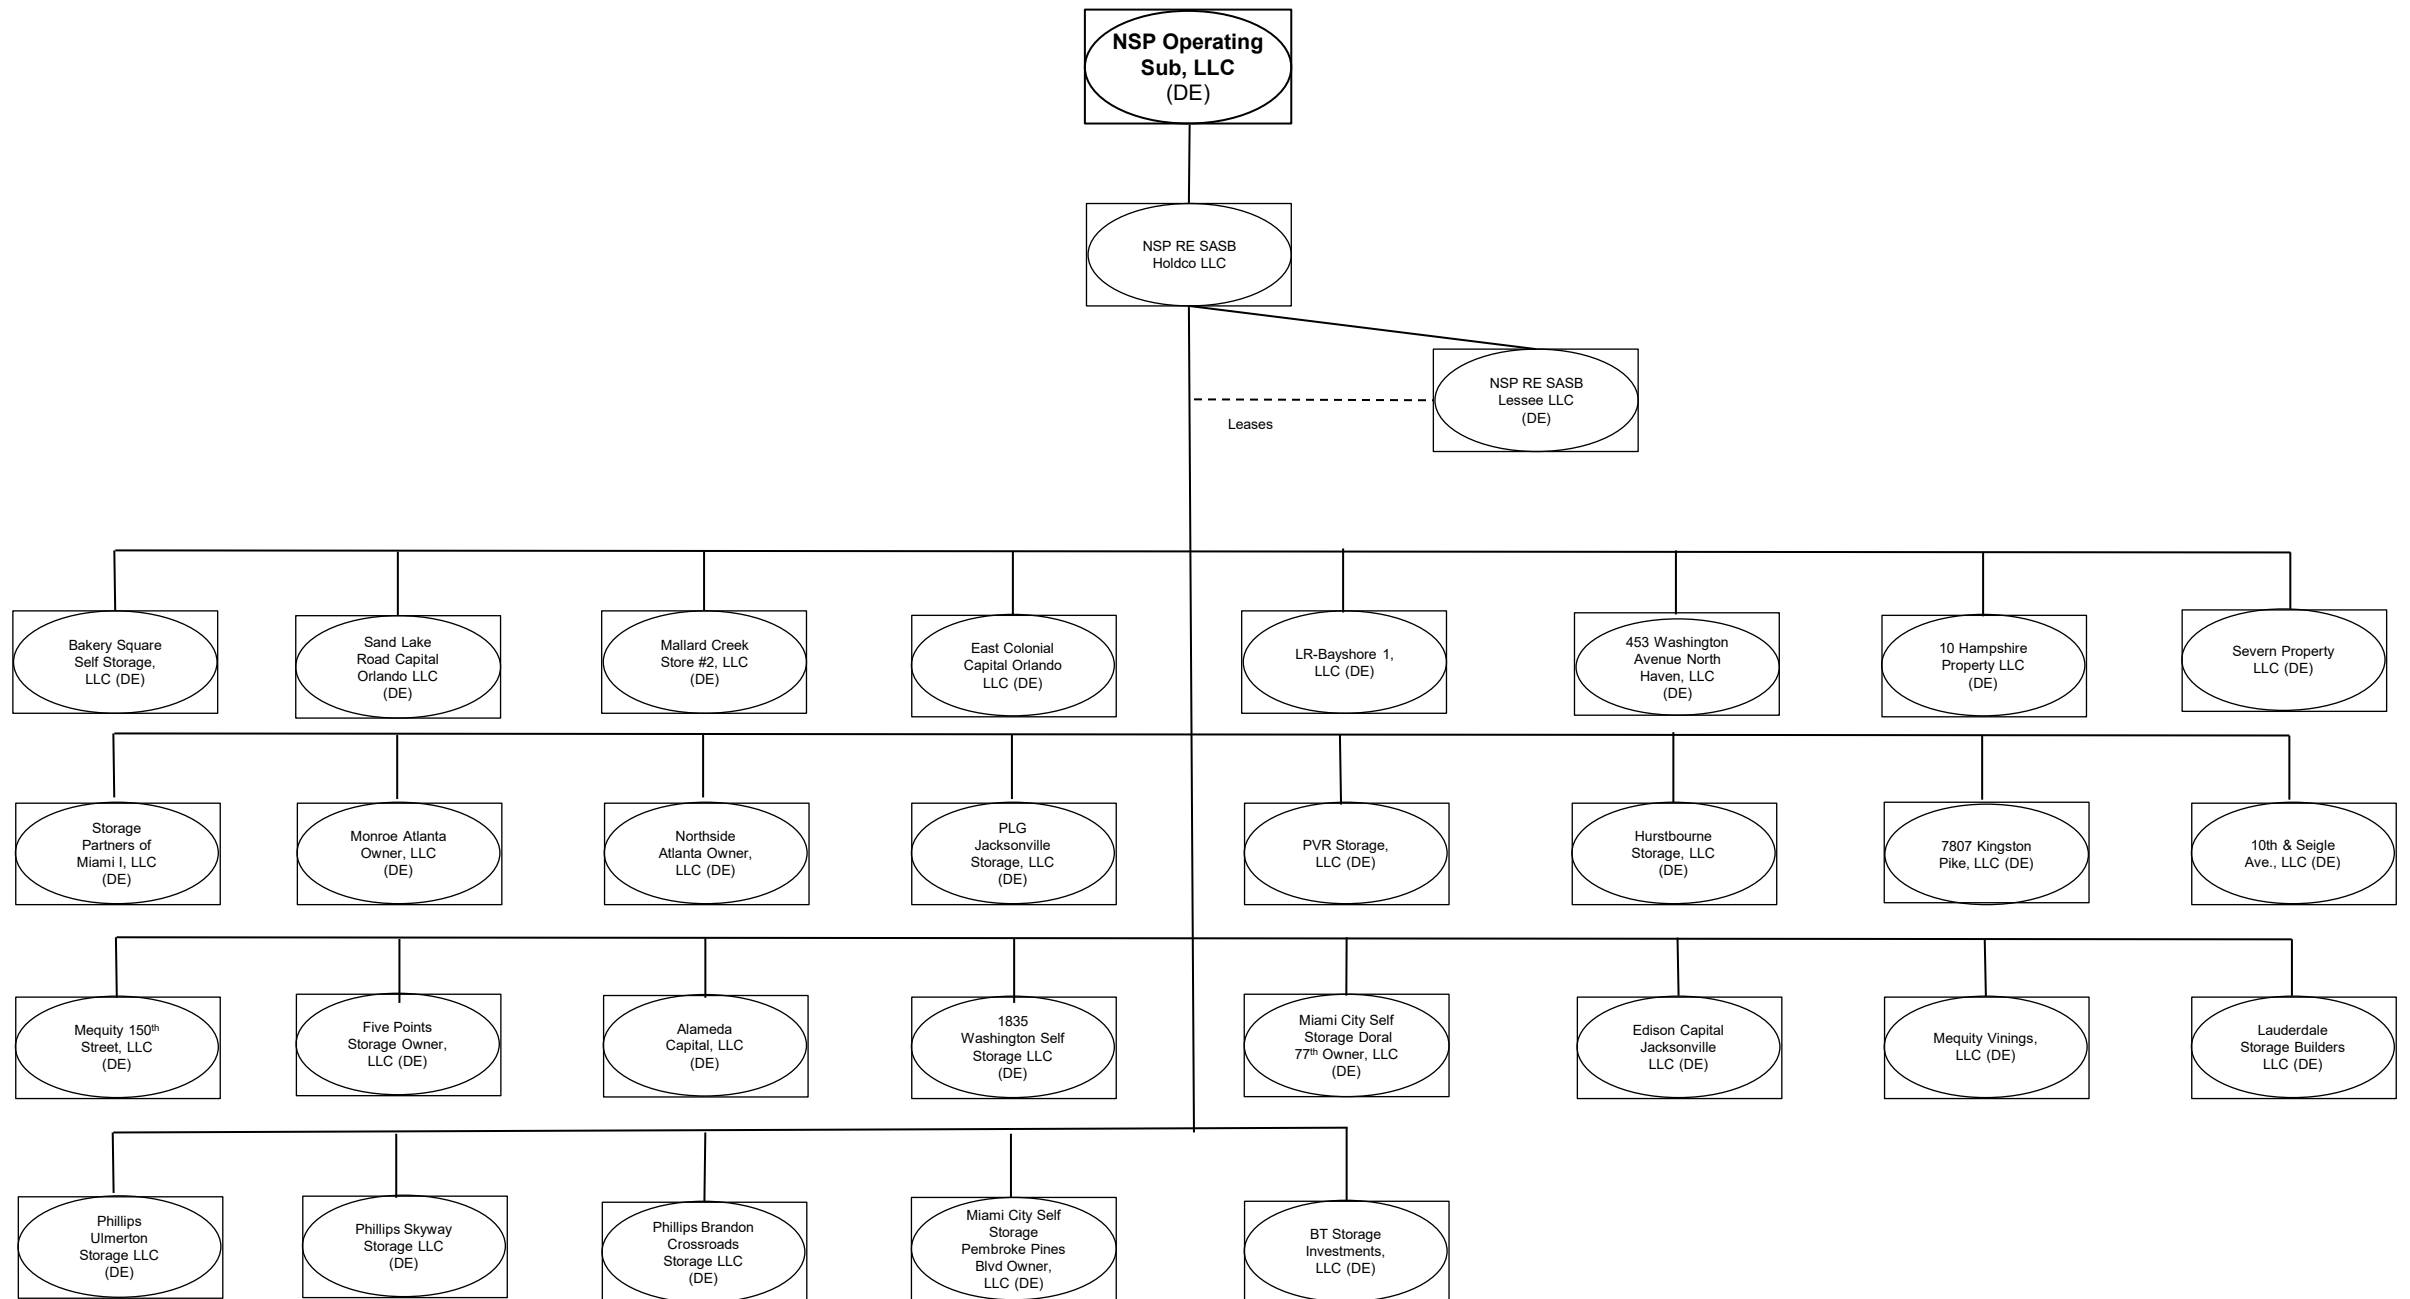 NSP Operating
Sub, LLC
(DE)
NSP RE SASB
Holdco LLC
NSP RE SASB
Lessee LLC
(DE)
Leases
Bakery Square
Self Storage,
LLC (DE)
Sand Lake
Road Capital
Orlando LLC
(DE)
Mallard Creek
Store #2, LLC
(DE)
East Colonial
Capital Orlando
LLC (DE)
LR-Bayshore 1,
LLC (DE)
453 Washington
Avenue North
Haven, LLC
(DE)
10 Hampshire
Property LLC
(DE)
Severn Property
LLC (DE)
Storage
Partners of
Miami I, LLC
(DE)
Monroe Atlanta
Owner, LLC
(DE)
Northside
Atlanta Owner,
LLC (DE)
PLG
Jacksonville
Storage, LLC
(DE)
PVR Storage,
LLC (DE)
Hurstbourne
Storage, LLC
(DE)
7807 Kingston
Pike, LLC (DE)
10th & Seigle
Ave., LLC (DE)
Mequity 150th
Street, LLC
(DE)
Five Points
Storage Owner,
LLC (DE)
Alameda
Capital, LLC
(DE)
1835
Washington Self
Storage LLC
(DE)
Miami City Self
Storage Doral
77th Owner, LLC
(DE)
Edison Capital
Jacksonville
LLC (DE)
Mequity Vinings,
LLC (DE)
Lauderdale
Storage Builders
LLC (DE)
Phillips
Ulmerton
Storage LLC
(DE)
Phillips Skyway
Storage LLC
(DE)
Phillips Brandon
Crossroads
Storage LLC
(DE)
Miami City Self
Storage
Pembroke Pines
Blvd Owner,
LLC (DE)
BT Storage
Investments,
LLC (DE)